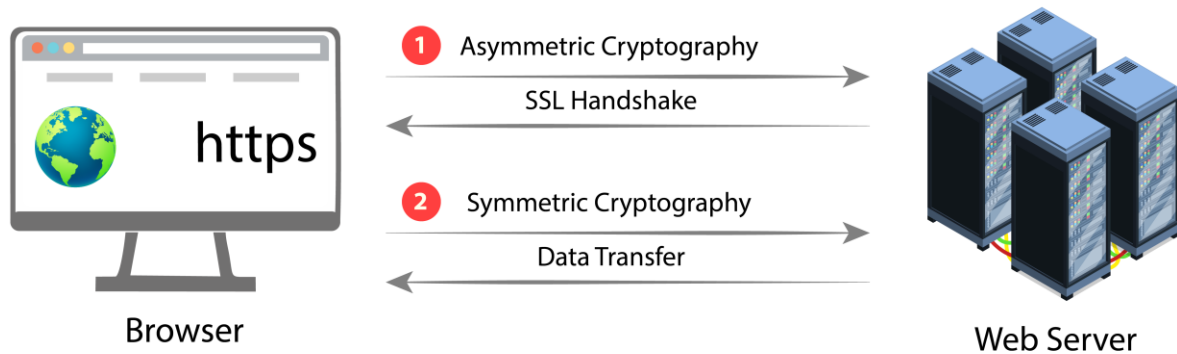 https
Browser
1 Asymmetric Cryptography
SSL Handshake
2 Symmetric Cryptography
Data Transfer
Web Server